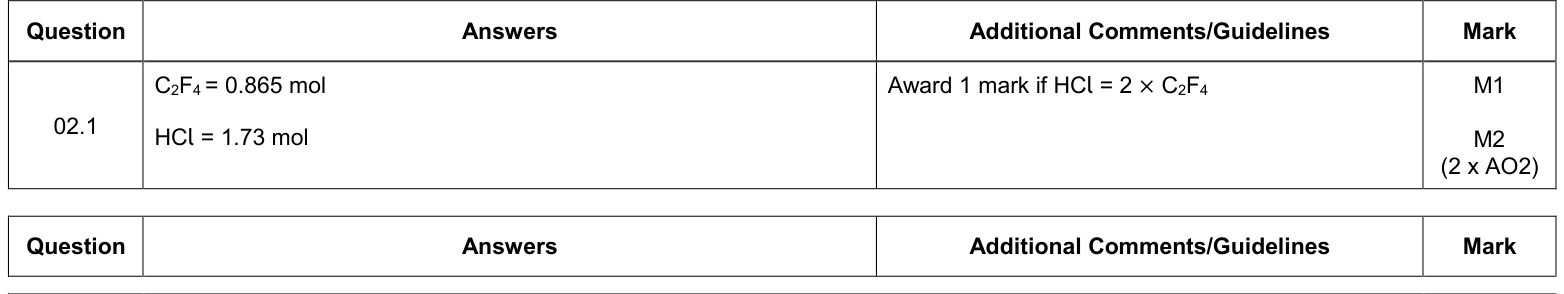 Question Answers Additional Comments/Guidelines Mark
02.1
C₂F₄ = 0.865 mol
HCl = 1.73 mol
Award 1 mark if HCl = 2 × C₂F₄
M1
M2
(2 x AO2)
Question Answers Additional Comments/Guidelines Mark